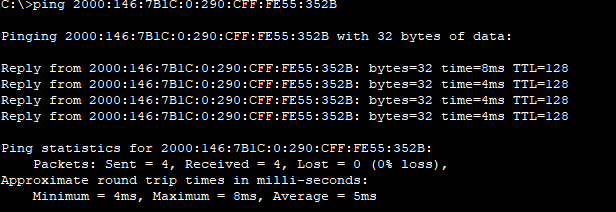 C:\>ping 2000:146:7B1C:0:290:CFF:FE55:352B
Pinging 2000:146:7B1C:0:290:CFF:FE55:352B with 32 bytes of data:
Reply from 2000:146:7B1C:0:290:CFF:FE55:352B: bytes=32 time=8ms TTL=128
Reply from 2000:146:7B1C:0:290:CFF:FE55:352B: bytes=32 time=4ms TTL=128
Reply from 2000:146:7B1C:0:290:CFF:FE55:352B: bytes=32 time=4ms TTL=128
Reply from 2000:146:7B1C:0:290:CFF:FE55:352B: bytes=32 time=4ms TTL=128
Ping statistics for 2000:146:7B1C:0:290:CFF:FE55:352B:
Packets: Sent = 4, Received = 4, Lost = 0 (0% loss),
Approximate round trip times in milli-seconds:
Minimum = 4ms, Maximum = 8ms, Average = 5ms